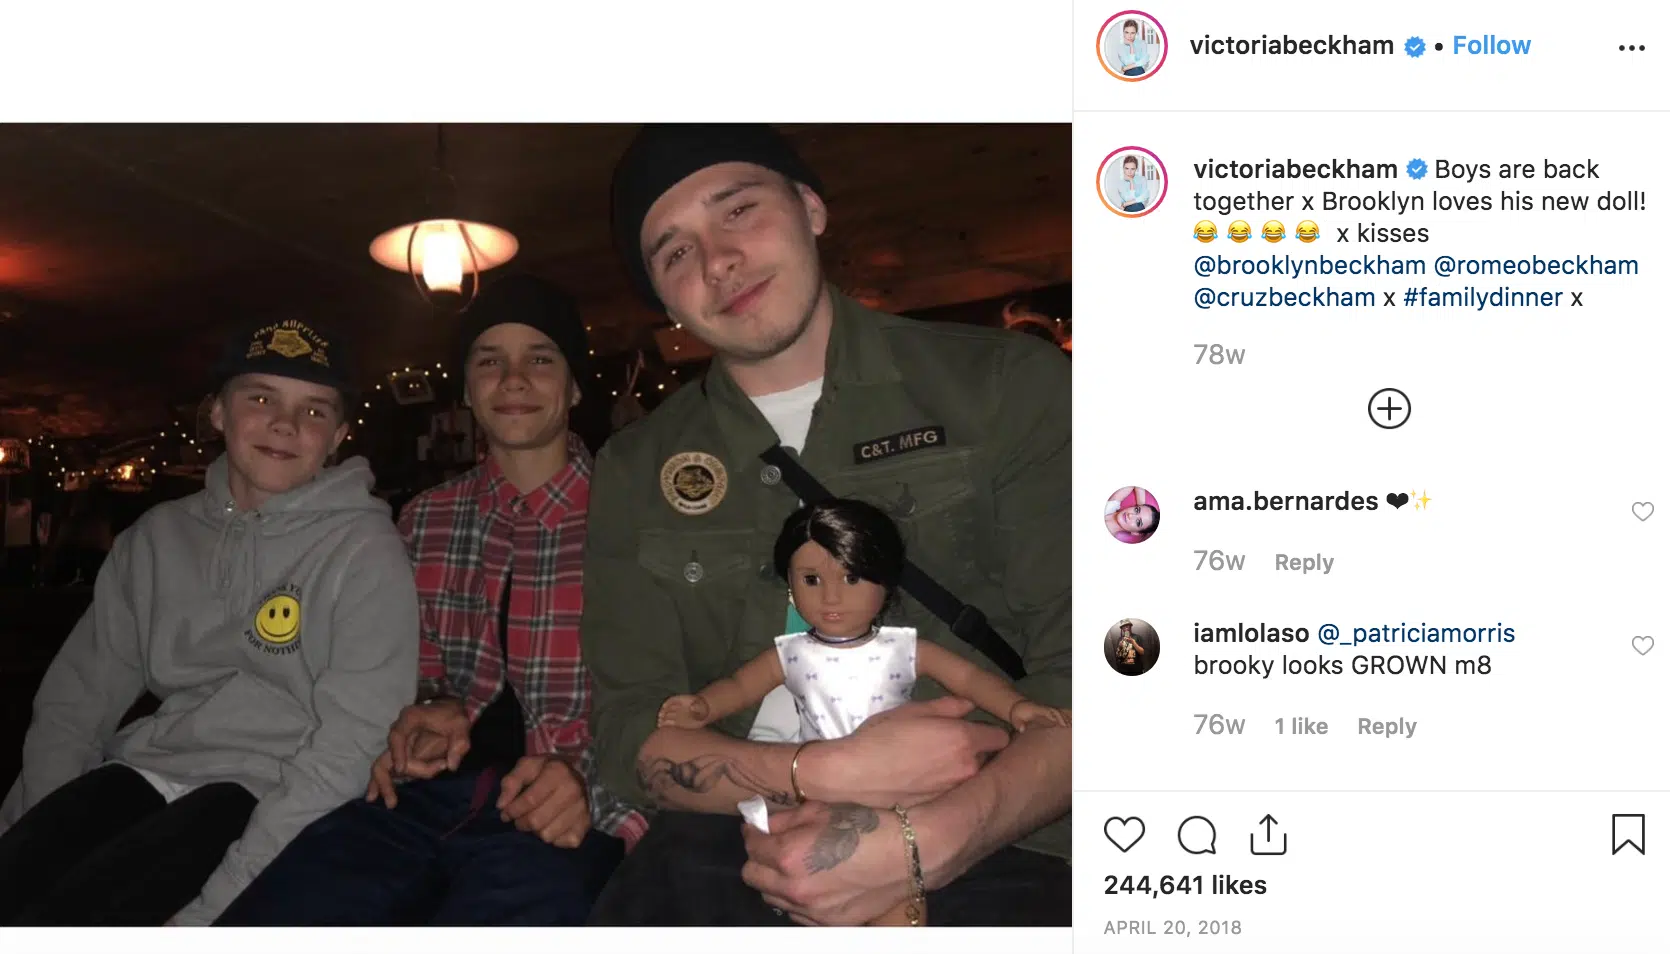 victoriabeckham • Follow
victoriabeckham Boys are back
together x Brooklyn loves his new doll!
😂 😂 😂 😂 x kisses
@brooklynbeckham @romeobeckham
@cruzbeckham x #familydinner x
78w
ama.bernardes ❤✨
76w Reply
iamlolaso @_patriciamorris
brooky looks GROWN m8
76w 1 like Reply
244,641 likes
APRIL 20, 2018
C&T. MFG
FOR NOTHI